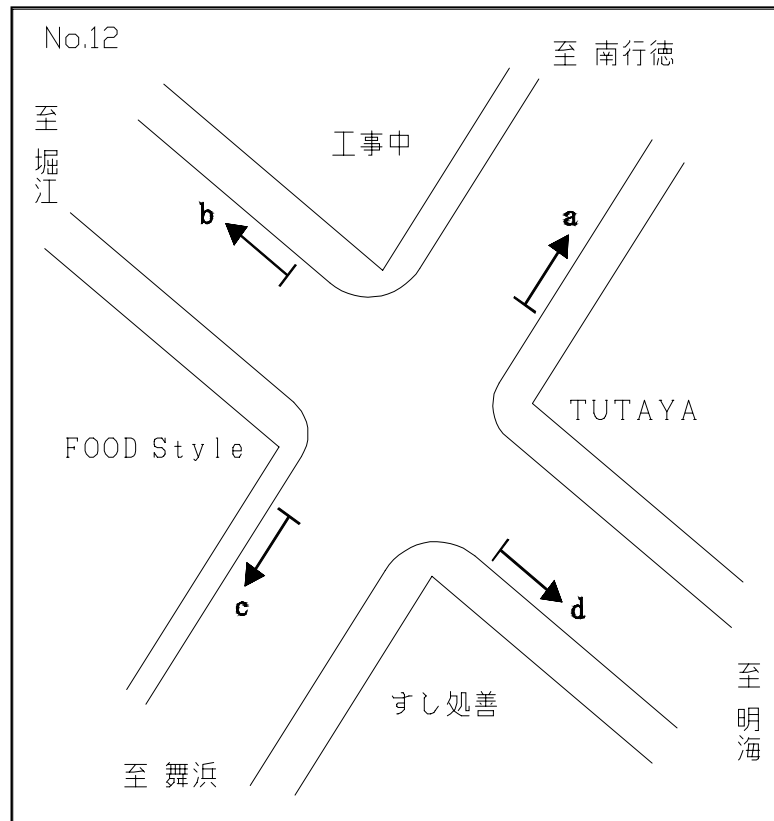 No.12
至 南行徳
至 堀江
工事中
b
a
TUTAYA
FOOD Style
c
d
すし処善
至 明海
至 舞浜